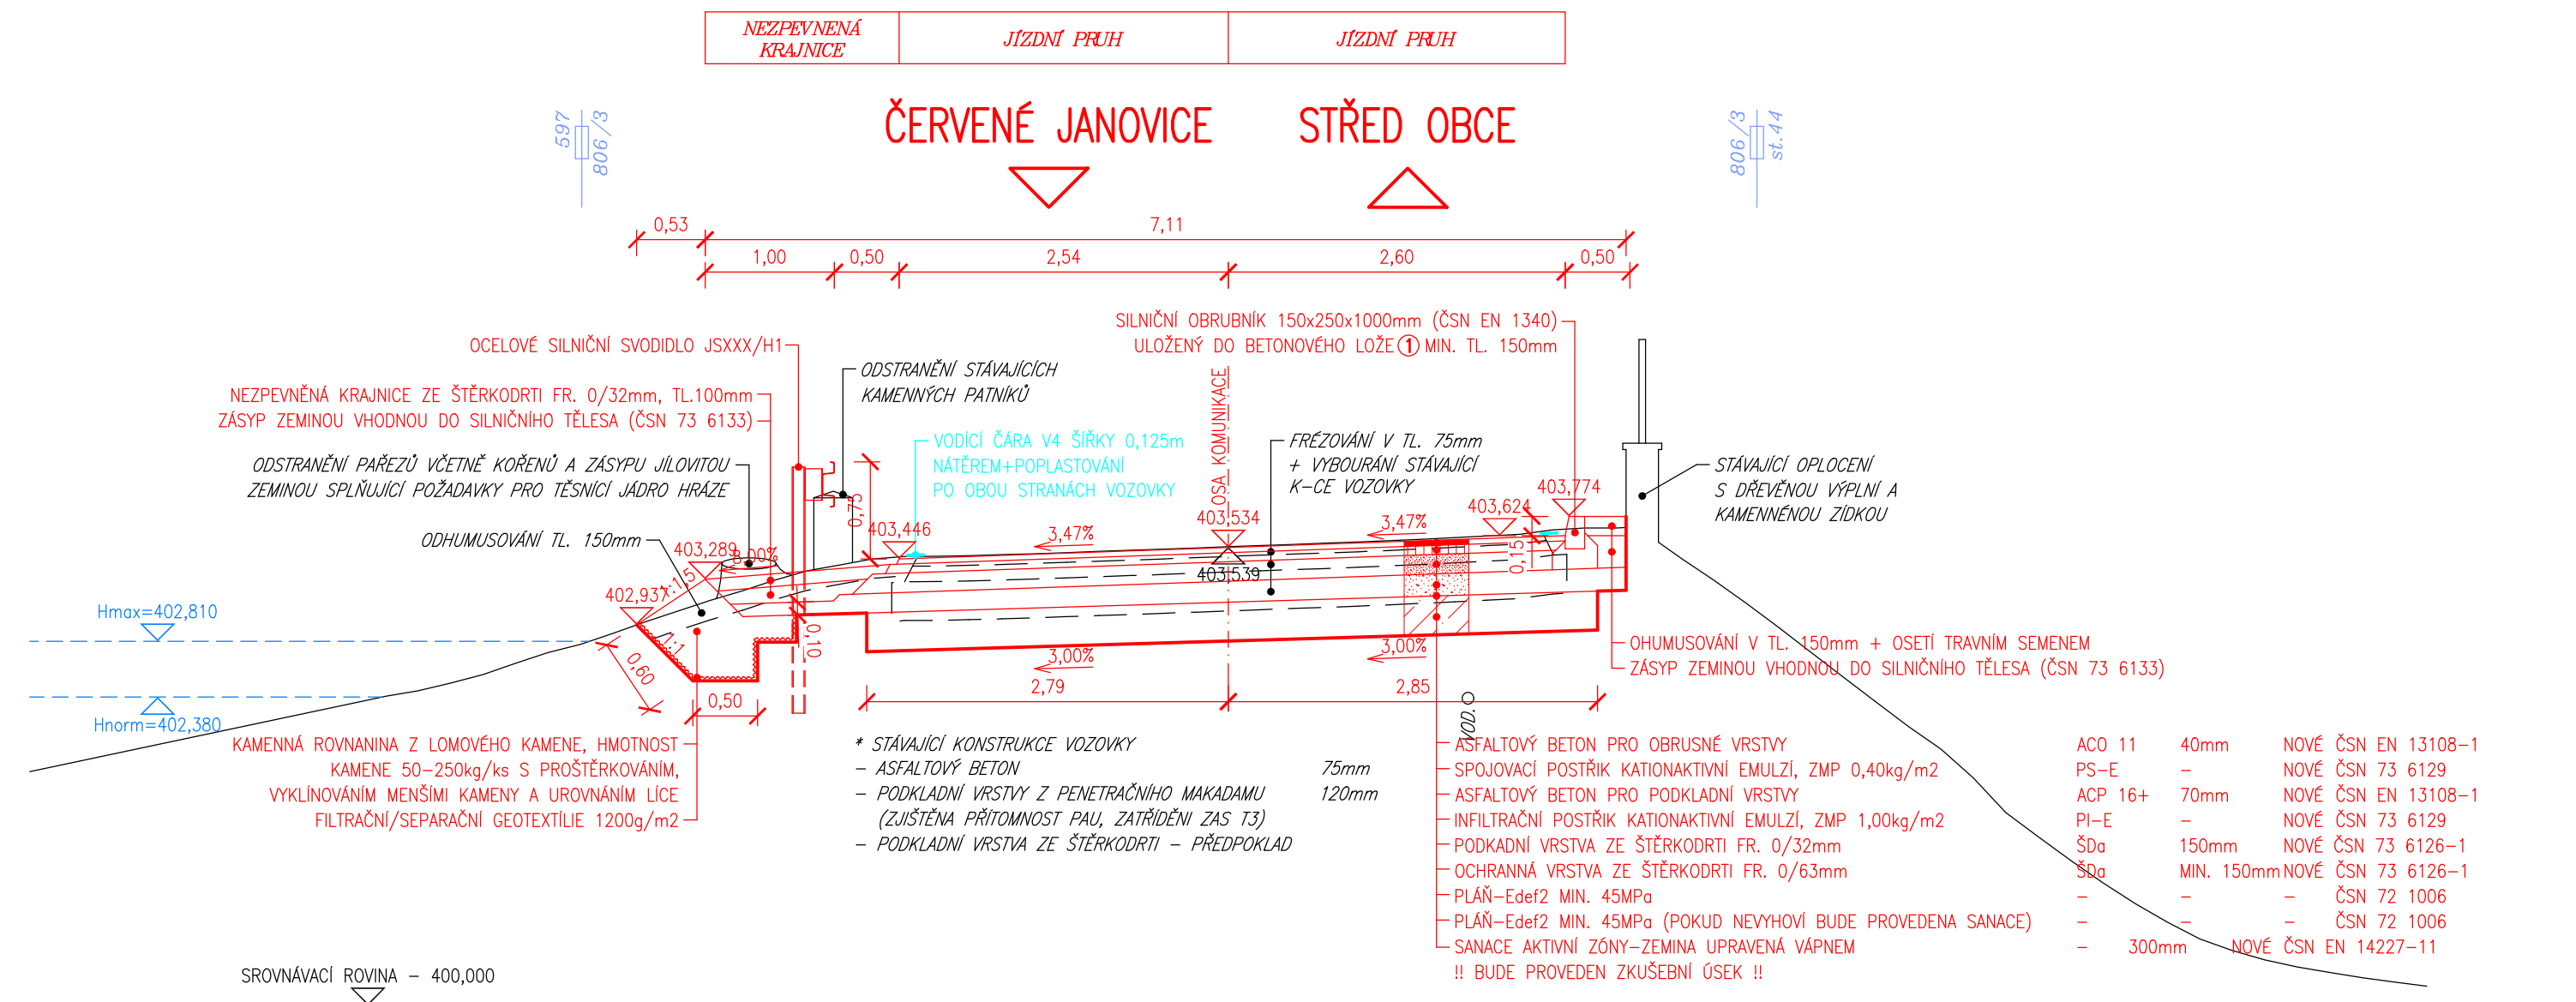 NEZPEVNENÁ
KRAJNICE
JÍZDNÍ PRUH
JÍZDNÍ PRUH
597
806/3
ČERVENÉ JANOVICE
STŘED OBCE
806/3
st.44
0,53
7,11
1,00
0,50
2,54
2,60
0,50
SILNIČNÍ OBRUBNÍK 150x250x1000mm (ČSN EN 1340)
ULOŽENÝ DO BETONOVÉHO LOŽE 1 MIN. TL. 150mm
OCELOVÉ SILNIČNÍ SVODIDLO JSXXX/H1
ODSTRANĚNÍ STÁVAJÍCÍCH
KAMENNÝCH PATNÍKŮ
NEZPEVNĚNÁ KRAJNICE ZE ŠTĚRKODRTI FR. 0/32mm, TL.100mm
ZÁSYP ZEMINOU VHODNOU DO SILNIČNÍHO TĚLESA (ČSN 73 6133)
OSA KOMUNIKACE
VODÍCÍ ČÁRA V4 ŠÍŘKY 0,125m
NÁTĚREM+POPLASTOVÁNÍ
PO OBOU STRANÁCH VOZOVKY
FRÉZOVÁNÍ V TL. 75mm
+ VYBOURÁNÍ STÁVAJÍCÍ
K-CE VOZOVKY
ODSTRANĚNÍ PAŘEZŮ VČETNĚ KOŘENŮ A ZÁSYPU JÍLOVITOU
ZEMINOU SPLŇUJÍCÍ POŽADAVKY PRO TĚSNÍCÍ JÁDRO HRÁZE
STÁVAJÍCÍ OPLOCENÍ
S DŘEVĚNOU VÝPLNÍ A
KAMENNÉNOU ZÍDKOU
0,75
403,774
403,624
403,446
403,534
3,47%
3,47%
ODHUMUSOVÁNÍ TL. 150mm
403,289
8,00%
0,15
403,539
1:1,5
402,937
Hmax=402,810
1:1
0,10
0,60
3,00%
3,00%
OHUMUSOVÁNÍ V TL. 150mm + OSETÍ TRAVNÍM SEMENEM
ZÁSYP ZEMINOU VHODNOU DO SILNIČNÍHO TĚLESA (ČSN 73 6133)
0,50
2,79
2,85
VOD.
Hnorm=402,380
KAMENNÁ ROVNANINA Z LOMOVÉHO KAMENE, HMOTNOST
KAMENE 50-250kg/ks S PROŠTĚRKOVÁNÍM,
VYKLÍNOVÁNÍM MENŠÍMI KAMENY A UROVNÁNÍM LÍCE
FILTRAČNÍ/SEPARAČNÍ GEOTEXTÍLIE 1200g/m2
* STÁVAJÍCÍ KONSTRUKCE VOZOVKY
- ASFALTOVÝ BETON 75mm
- PODKLADNÍ VRSTVY Z PENETRAČNÍHO MAKADAMU 120mm
(ZJIŠTĚNA PŘÍTOMNOST PAU, ZATŘÍDĚNI ZAS T3)
- PODKLADNÍ VRSTVA ZE ŠTĚRKODRTI - PŘEDPOKLAD
ASFALTOVÝ BETON PRO OBRUSNÉ VRSTVY ACO 11 40mm NOVÉ ČSN EN 13108-1
SPOJOVACÍ POSTŘIK KATIONAKTIVNÍ EMULZÍ, ZMP 0,40kg/m2 PS-E - NOVÉ ČSN 73 6129
ASFALTOVÝ BETON PRO PODKLADNÍ VRSTVY ACP 16+ 70mm NOVÉ ČSN EN 13108-1
INFILTRAČNÍ POSTŘIK KATIONAKTIVNÍ EMULZÍ, ZMP 1,00kg/m2 PI-E - NOVÉ ČSN 73 6129
PODKADNÍ VRSTVA ZE ŠTĚRKODRTI FR. 0/32mm ŠDa 150mm NOVÉ ČSN 73 6126-1
OCHRANNÁ VRSTVA ZE ŠTĚRKODRTI FR. 0/63mm ŠDa MIN. 150mm NOVÉ ČSN 73 6126-1
PLÁŇ-Edef2 MIN. 45MPa - - - ČSN 72 1006
PLÁŇ-Edef2 MIN. 45MPa (POKUD NEVYHOVÍ BUDE PROVEDENA SANACE) - - - ČSN 72 1006
SANACE AKTIVNÍ ZÓNY-ZEMINA UPRAVENÁ VÁPNEM - 300mm NOVÉ ČSN EN 14227-11
!! BUDE PROVEDEN ZKUŠEBNÍ ÚSEK !!
SROVNÁVACÍ ROVINA - 400,000